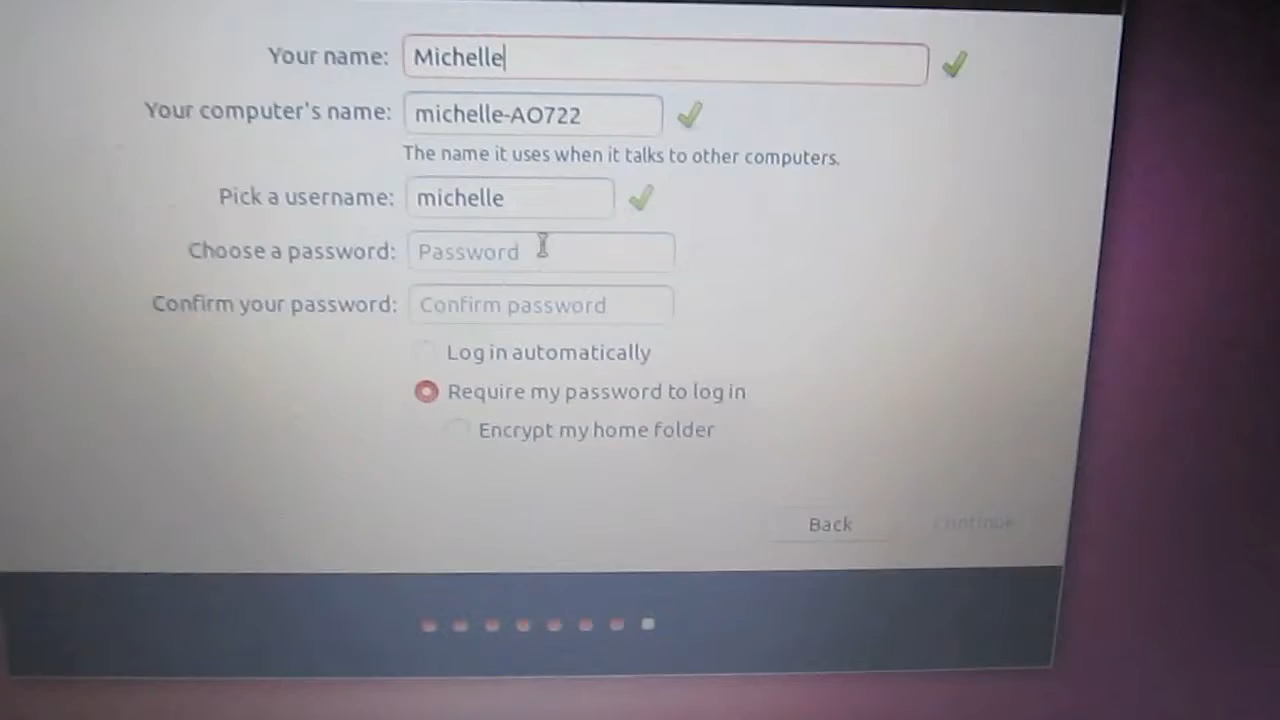 Your name: Michelle
Your computer's name: michelle-AO722
The name it uses when it talks to other computers.
Pick a username: michelle
Choose a password: Password
Confirm your password: Confirm password
Log in automatically
Require my password to log in
Encrypt my home folder
Back Continue